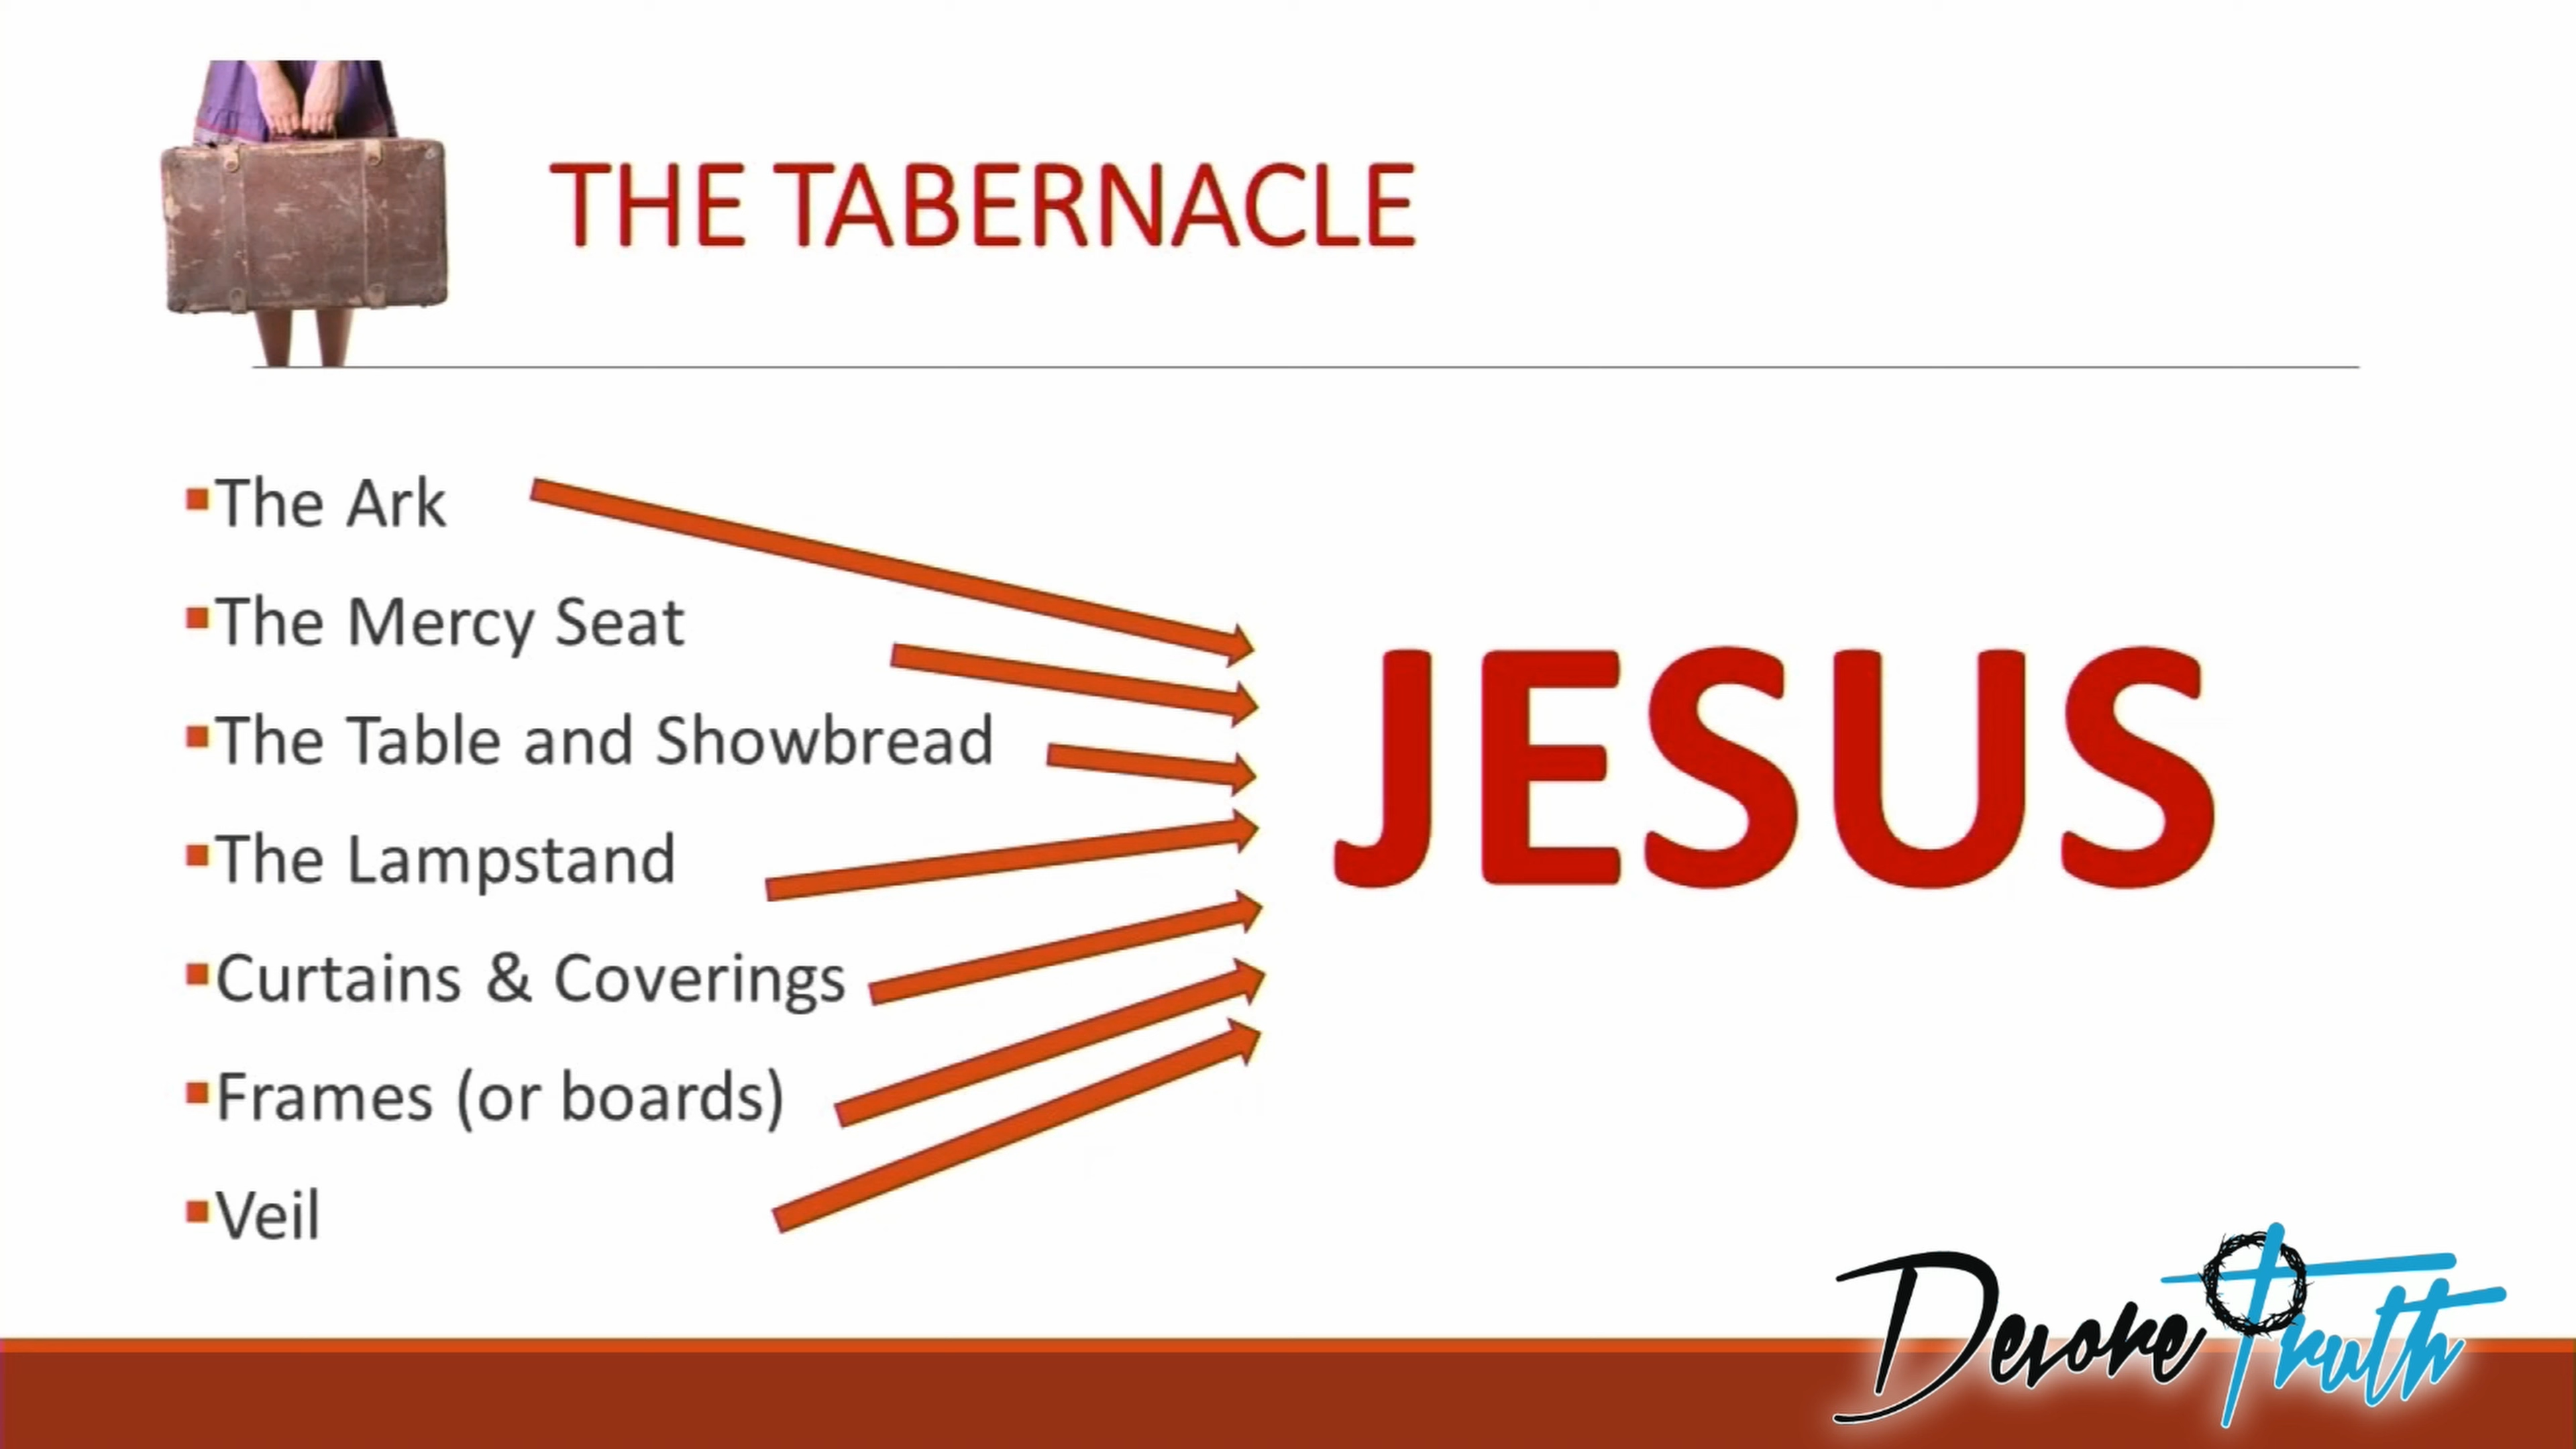 THE TABERNACLE
The Ark
The Mercy Seat
The Table and Showbread
The Lampstand
Curtains & Coverings
Frames (or boards)
Veil
JESUS
Devore Truth